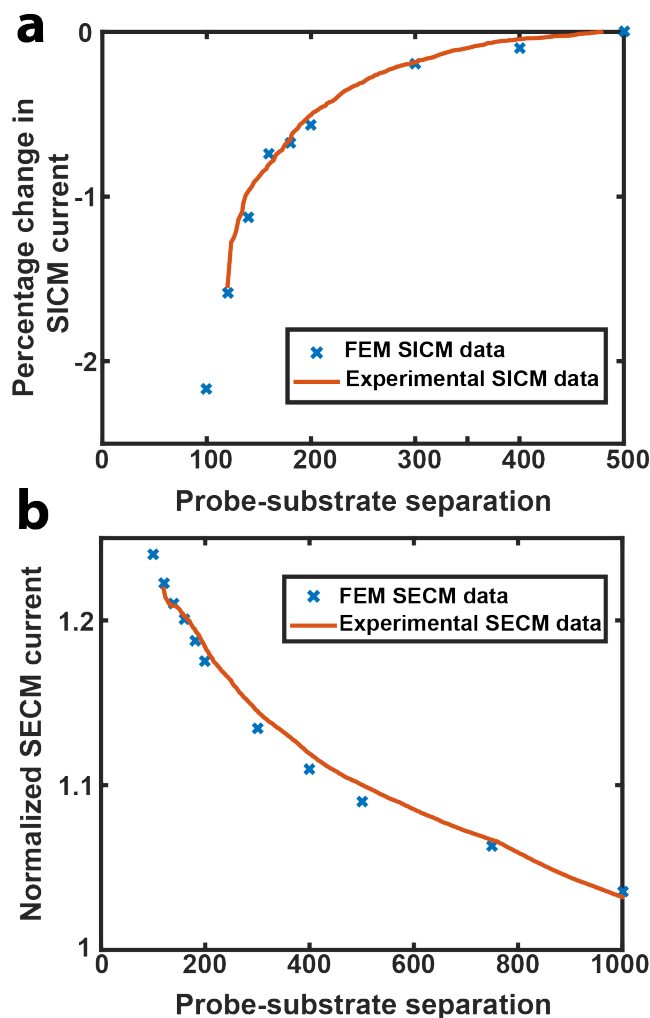 a
0
-1
-2
Percentage change in
SICM current
FEM SICM data
Experimental SICM data
0 100 200 300 400 500
Probe-substrate separation
b
1.2
1.1
1
Normalized SECM current
FEM SECM data
Experimental SECM data
0 200 400 600 800 1000
Probe-substrate separation